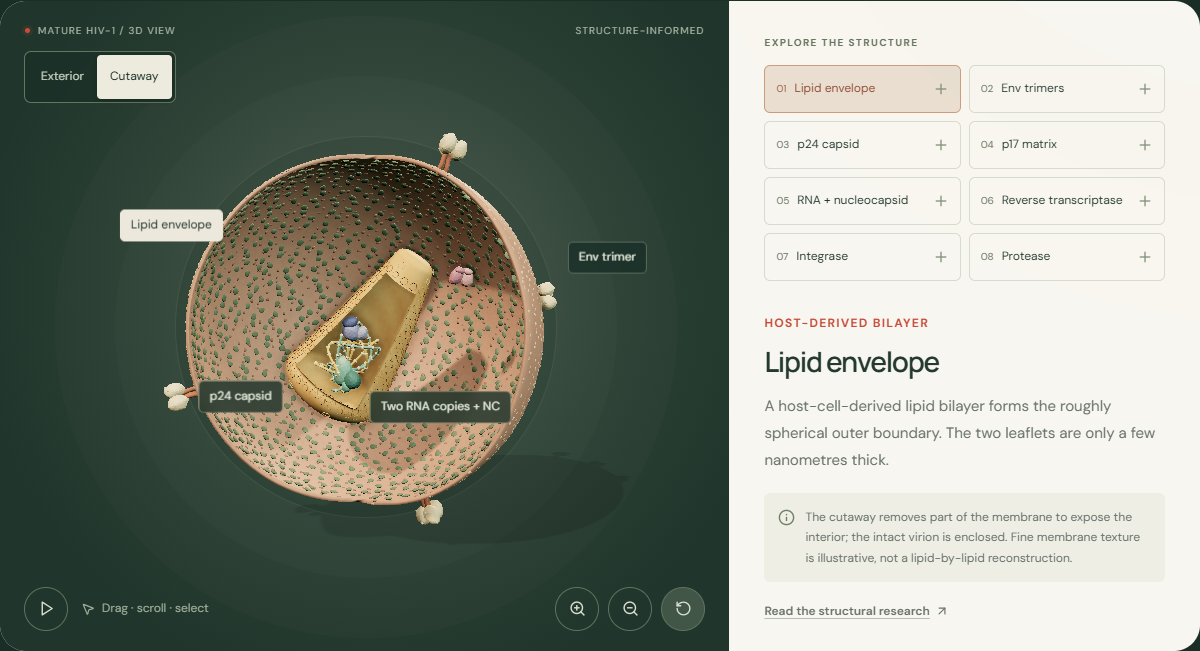 MATURE HIV-1 / 3D VIEW
STRUCTURE-INFORMED
Exterior
Cutaway
Lipid envelope
Env trimer
p24 capsid
Two RNA copies + NC
Drag · scroll · select
EXPLORE THE STRUCTURE
01 Lipid envelope
02 Env trimers
03 p24 capsid
04 p17 matrix
05 RNA + nucleocapsid
06 Reverse transcriptase
07 Integrase
08 Protease
HOST-DERIVED BILAYER
Lipid envelope
A host-cell-derived lipid bilayer forms the roughly
spherical outer boundary. The two leaflets are only a few
nanometres thick.
The cutaway removes part of the membrane to expose the
interior; the intact virion is enclosed. Fine membrane texture
is illustrative, not a lipid-by-lipid reconstruction.
Read the structural research